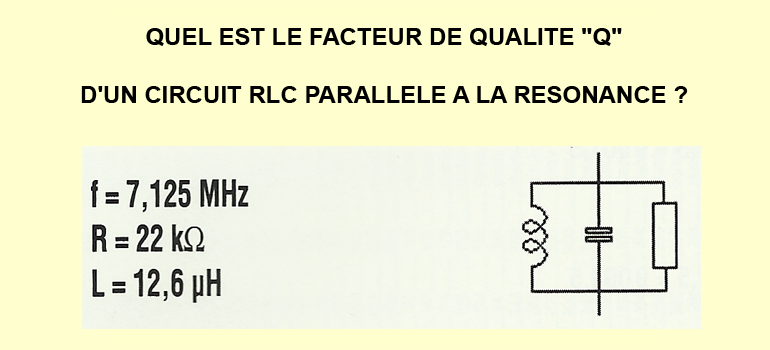 QUEL EST LE FACTEUR DE QUALITE "Q"
D'UN CIRCUIT RLC PARALLELE A LA RESONANCE ?
f = 7,125 MHz
R = 22 kΩ
L = 12,6 µH